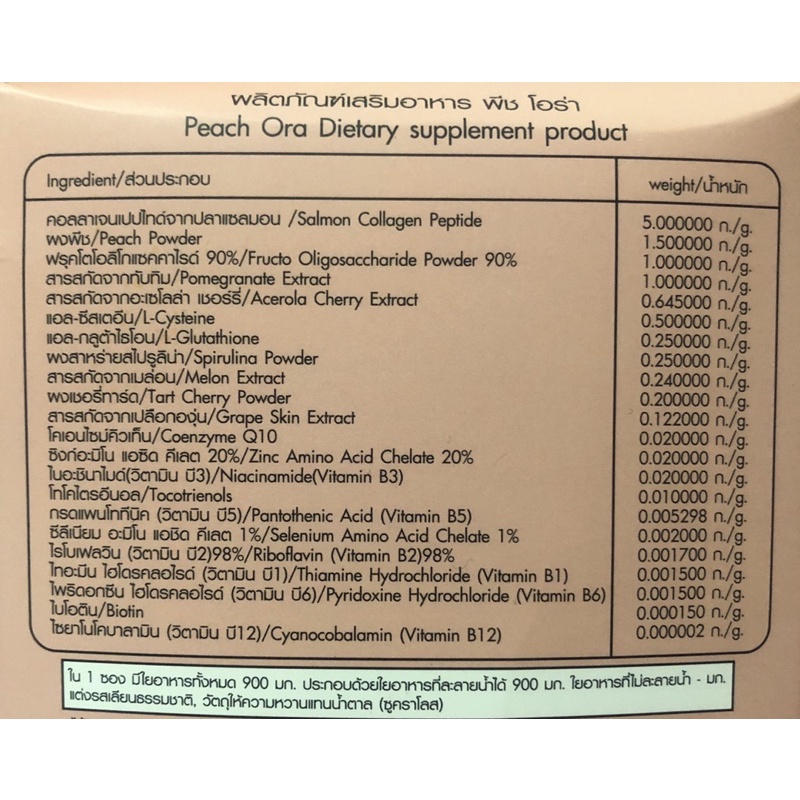 ผลิตภัณฑ์เสริมอาหาร พีช โอร่า
Peach Ora Dietary supplement product
Ingredient/ส่วนประกอบ weight/น้ำหนัก
คอลลาเจนเปปไทด์จากปลาแซลมอน /Salmon Collagen Peptide 5.000000 ก./g.
ผงพีช/Peach Powder 1.500000 ก./g.
ฟรุคโตโอลิโกแซคคาไรด์ 90%/Fructo Oligosaccharide Powder 90% 1.000000 ก./g.
สารสกัดจากทับทิม/Pomegranate Extract 1.000000 ก./g.
สารสกัดจากอะเซโลล่า เชอร์รี่/Acerola Cherry Extract 0.645000 ก./g.
แอล-ซีสเตอีน/L-Cysteine 0.500000 ก./g.
แอล-กลูต้าไธโอน/L-Glutathione 0.250000 ก./g.
ผงสาหร่ายสไปรูลิน่า/Spirulina Powder 0.250000 ก./g.
สารสกัดจากเมล่อน/Melon Extract 0.240000 ก./g.
ผงเชอรี่ทาร์ต/Tart Cherry Powder 0.200000 ก./g.
สารสกัดจากเปลือกองุ่น/Grape Skin Extract 0.122000 ก./g.
โคเอนไซม์คิวเท็น/Coenzyme Q10 0.020000 ก./g.
ซิงก์อะมิโน แอซิด คีเลต 20%/Zinc Amino Acid Chelate 20% 0.020000 ก./g.
ไนอะซินาไมด์(วิตามิน บี3)/Niacinamide(Vitamin B3) 0.020000 ก./g.
โทโคไตรอีนอล/Tocotrienols 0.010000 ก./g.
กรดแพนโททีนิค (วิตามิน บี5)/Pantothenic Acid (Vitamin B5) 0.005298 ก./g.
ซีลีเนียม อะมิโน แอซิด คีเลต 1%/Selenium Amino Acid Chelate 1% 0.002000 ก./g.
ไรโบเฟลวิน (วิตามิน บี2)98%/Riboflavin (Vitamin B2)98% 0.001700 ก./g.
ไทอะมีน ไฮโดรคลอไรด์ (วิตามิน บี1)/Thiamine Hydrochloride (Vitamin B1) 0.001500 ก./g.
ไพริดอกซีน ไฮโดรคลอไรด์ (วิตามิน บี6)/Pyridoxine Hydrochloride (Vitamin B6) 0.001500 ก./g.
ไบโอติน/Biotin 0.000150 ก./g.
ไซยาโนโคบาลามิน (วิตามิน บี12)/Cyanocobalamin (Vitamin B12) 0.000002 ก./g.
ใน 1 ซอง มีใยอาหารทั้งหมด 900 มก. ประกอบด้วยใยอาหารที่ละลายน้ำได้ 900 มก. ใยอาหารที่ไม่ละลายน้ำ - มก.
แต่งรสเลียนธรรมชาติ, วัตถุให้ความหวานแทนน้ำตาล (ซูคราโลส)